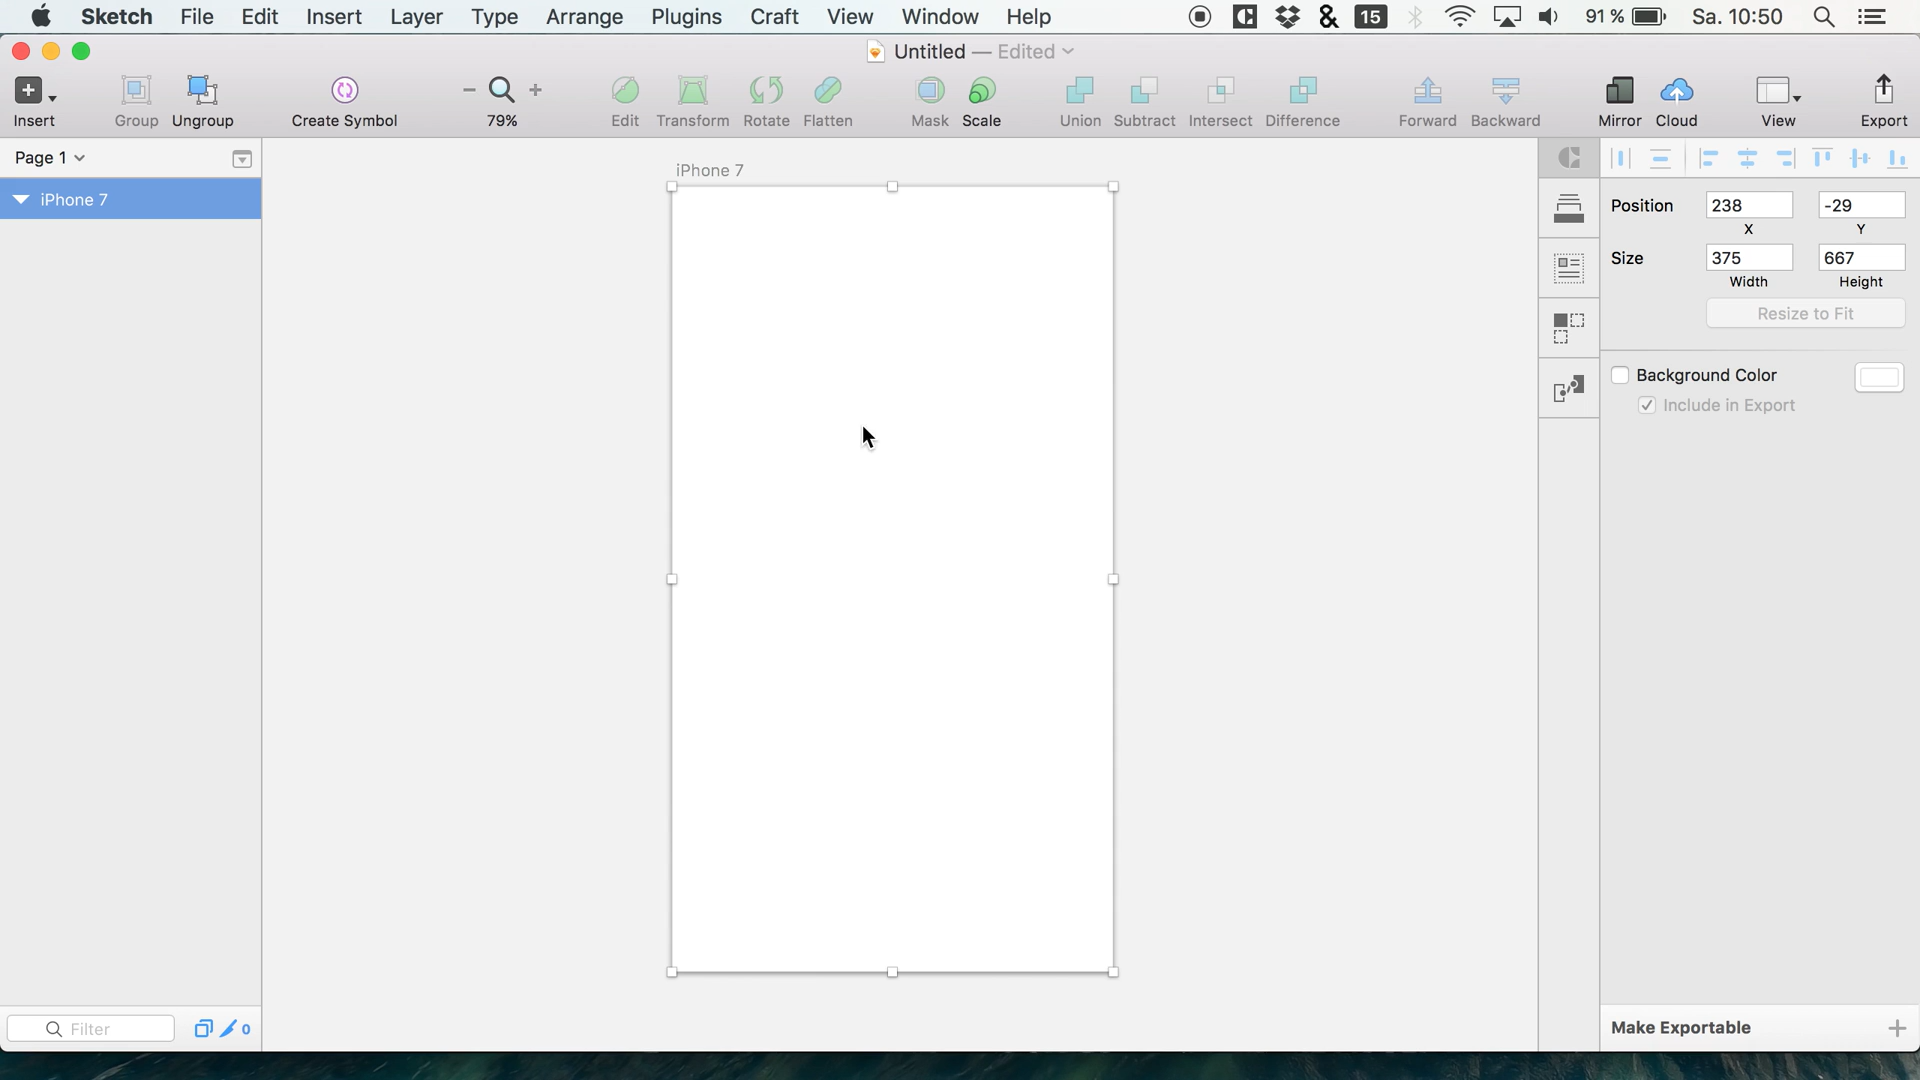 Sketch File Edit Insert Layer Type Arrange Plugins Craft View Window Help & 15 91 % Sa. 10:50
Untitled — Edited
Insert Group Ungroup Create Symbol 79% Edit Transform Rotate Flatten Mask Scale Union Subtract Intersect Difference Forward Backward Mirror Cloud View Export
Page 1
iPhone 7
iPhone 7
Position 238 -29
X Y
Size 375 667
Width Height
Resize to Fit
Background Color
Include in Export
Filter 0
Make Exportable